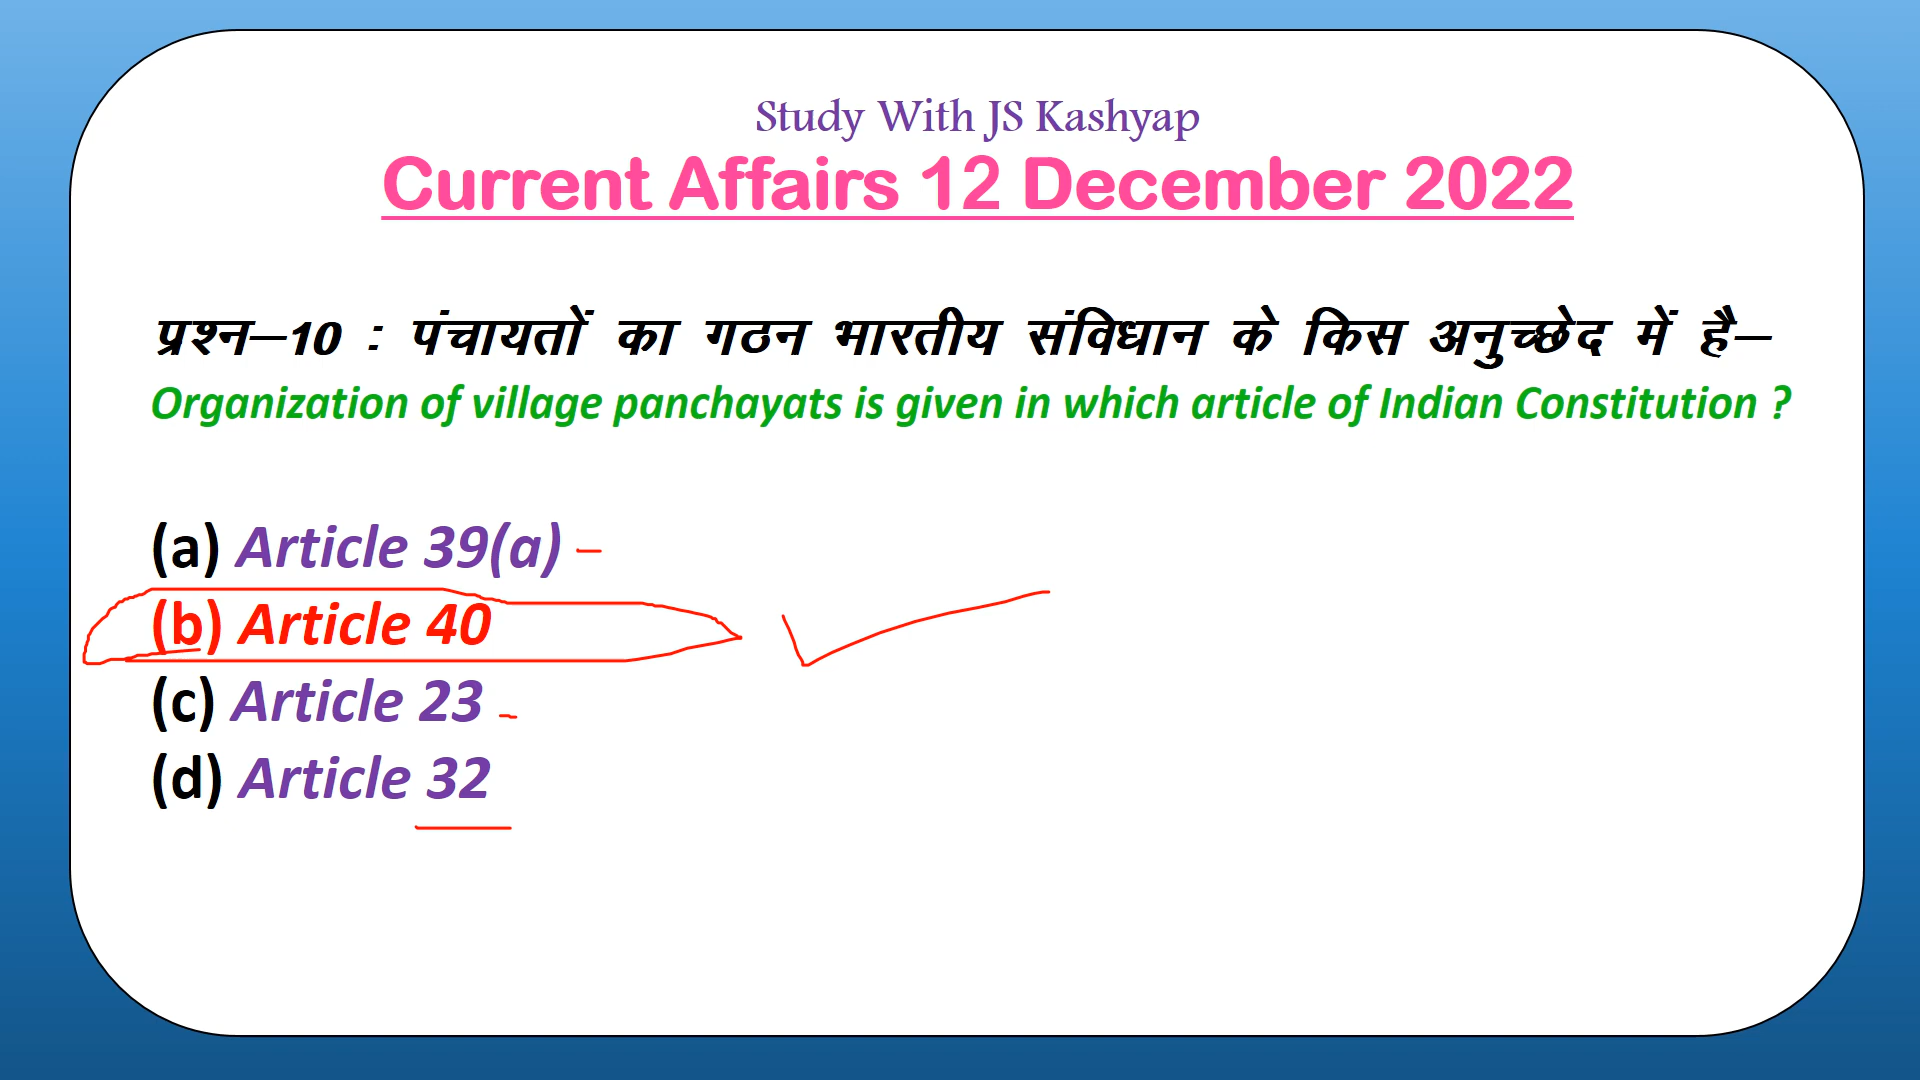 Study With JS Kashyap
Current Affairs 12 December 2022
प्रश्न–10 : पंचायतों का गठन भारतीय संविधान के किस अनुच्छेद में है–
Organization of village panchayats is given in which article of Indian Constitution ?
(a) Article 39(a)
(b) Article 40
(c) Article 23
(d) Article 32